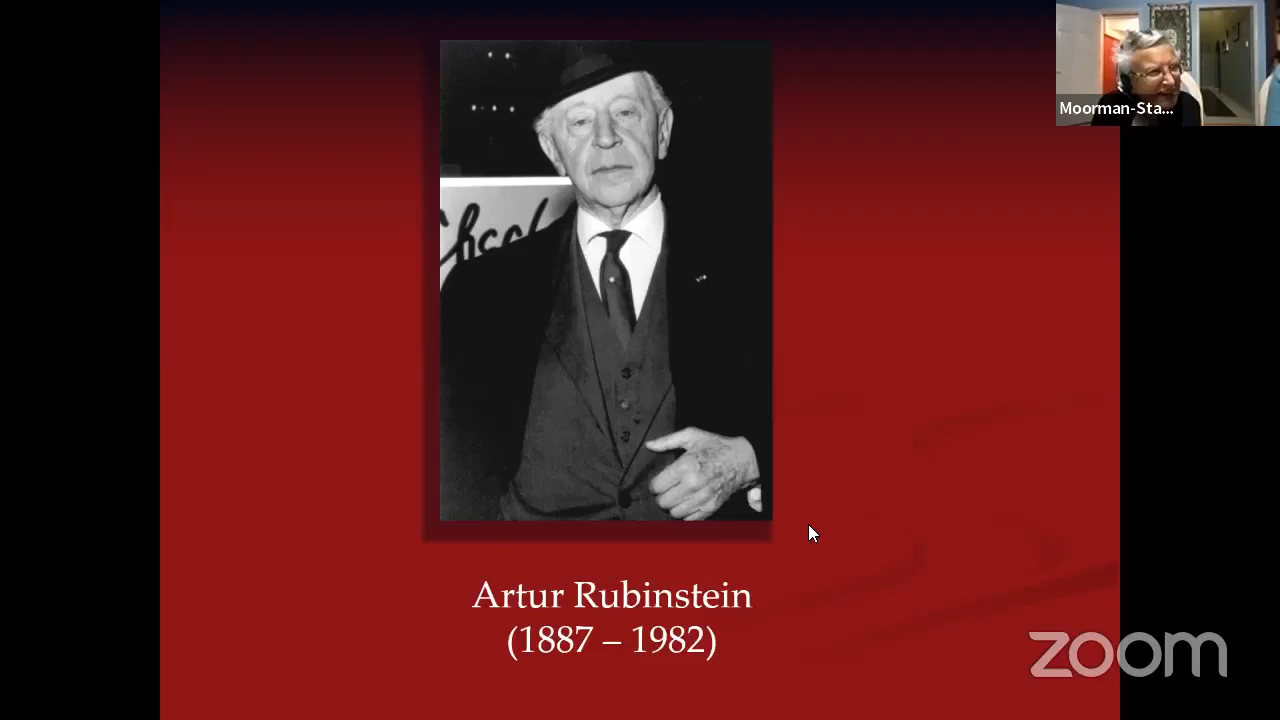 Moorman-Sta...
Artur Rubinstein
(1887 – 1982)
zoom